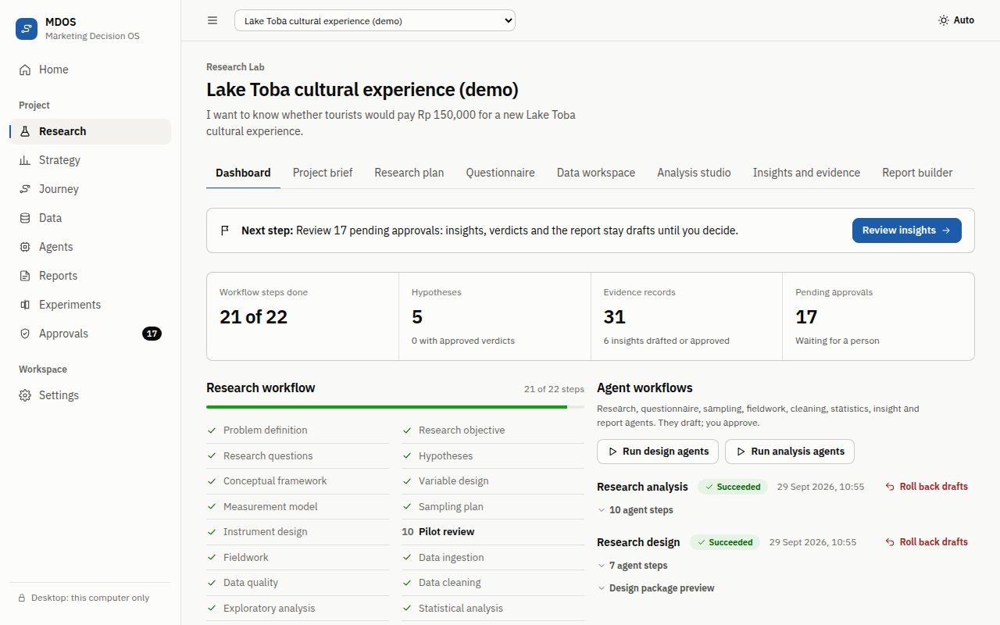 MDOS
Marketing Decision OS
Home
Project
Research
Strategy
Journey
Data
Agents
Reports
Experiments
Approvals 17
Workspace
Settings
Desktop: this computer only
Lake Toba cultural experience (demo)
Auto
Research Lab
Lake Toba cultural experience (demo)
I want to know whether tourists would pay Rp 150,000 for a new Lake Toba
cultural experience.
Dashboard Project brief Research plan Questionnaire Data workspace Analysis studio Insights and evidence Report builder
Next step: Review 17 pending approvals: insights, verdicts and the report stay drafts until you decide.
Review insights
Workflow steps done
21 of 22
Hypotheses
5
0 with approved verdicts
Evidence records
31
6 insights drafted or approved
Pending approvals
17
Waiting for a person
Research workflow 21 of 22 steps
Problem definition Research objective
Research questions Hypotheses
Conceptual framework Variable design
Measurement model Sampling plan
Instrument design 10 Pilot review
Fieldwork Data ingestion
Data quality Data cleaning
Exploratory analysis Statistical analysis
Agent workflows
Research, questionnaire, sampling, fieldwork, cleaning, statistics, insight and
report agents. They draft; you approve.
Run design agents Run analysis agents
Research analysis Succeeded 29 Sept 2026, 10:55 Roll back drafts
10 agent steps
Research design Succeeded 29 Sept 2026, 10:55 Roll back drafts
7 agent steps
Design package preview